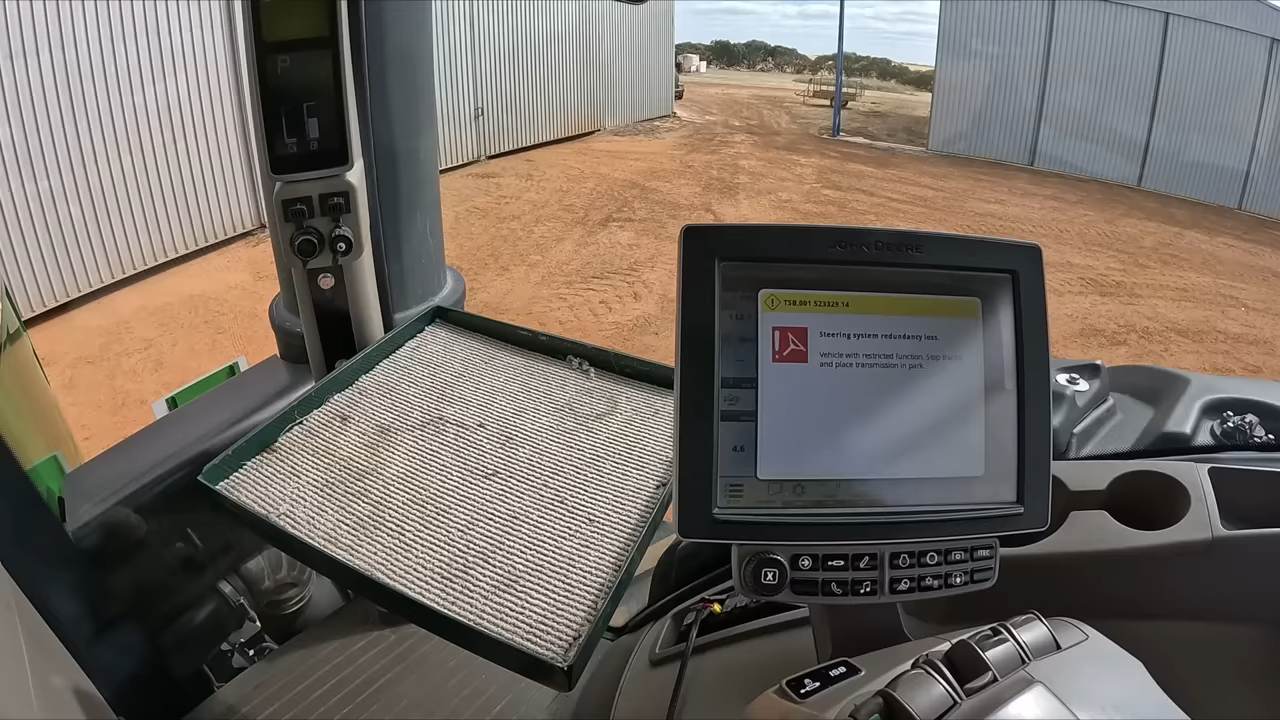 P
JOHN DEERE
TSB.001 523329.14
Steering system redundancy loss.
Vehicle with restricted function. Stop
and place transmission in park.
4.6
X
ITEC
ISB